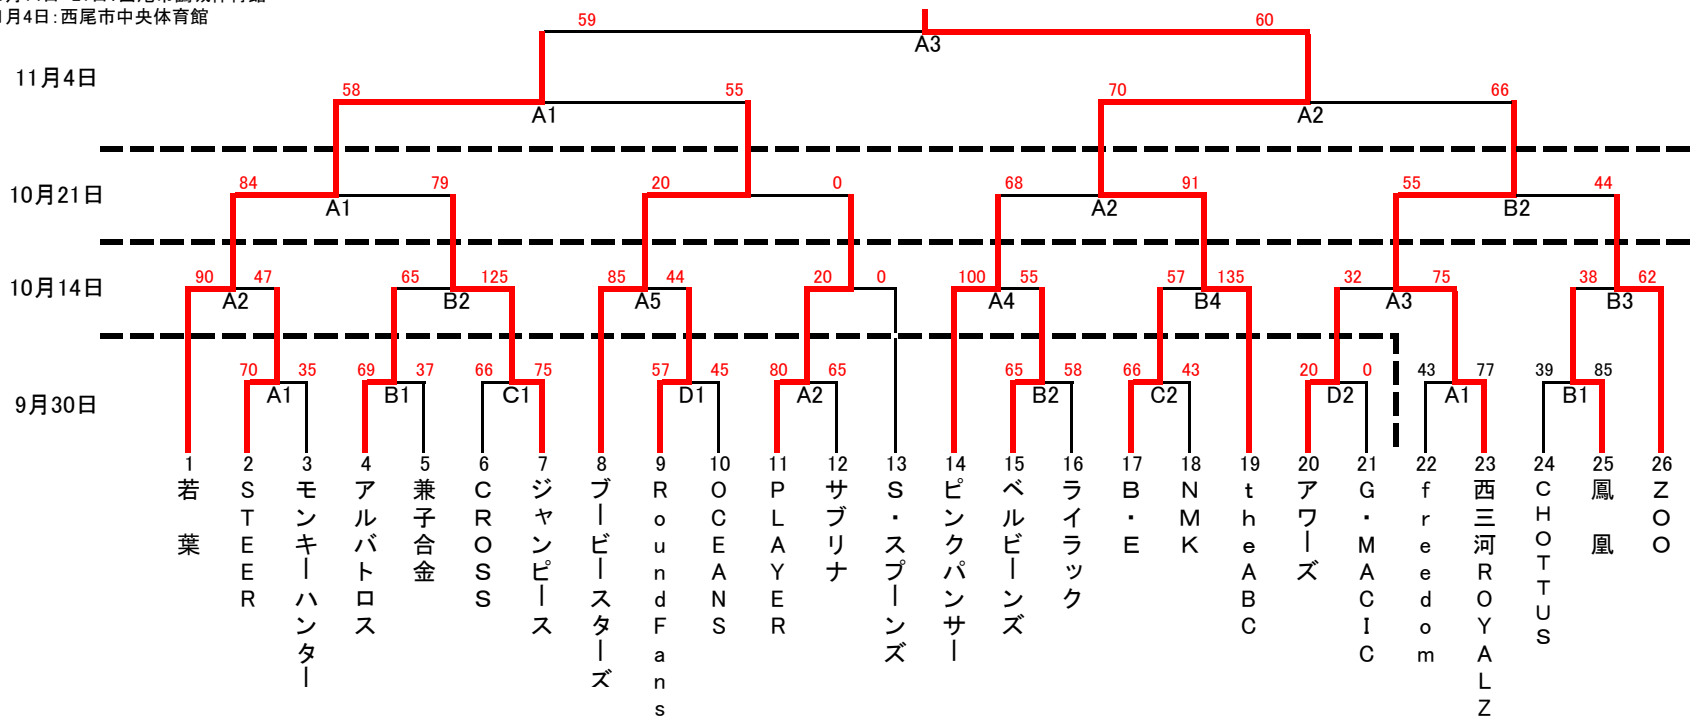 1月4日：西尾市中央体育館
59 60
A3
11月4日
58 55 70 66
A1 A2
10月21日
84 79 20 0 68 91 55 44
A1 A2 B2
10月14日
90 47 65 125 85 44 20 0 100 55 57 135 32 75 38 62
A2 B2 A5 A4 B4 A3 B3
9月30日
70 35 69 37 66 75 57 45 80 65 65 58 66 43 20 0 43 77 39 85
A1 B1 C1 D1 A2 B2 C2 D2 A1 B1
1 若葉
2 STEER
3 モンキーハンター
4 アルバトロス
5 兼子合金
6 CROSS
7 ジャンピース
8 ブービースターズ
9 RoundFans
10 OCEANS
11 PLAYER
12 サブリナ
13 S・スプーンズ
14 ピンクパンサー
15 ベルビーンズ
16 ライラック
17 B・E
18 NMK
19 theABC
20 アワーズ
21 G・MACIC
22 freedom
23 西三河ROYALZ
24 CHOTTUS
25 鳳凰
26 ZOO